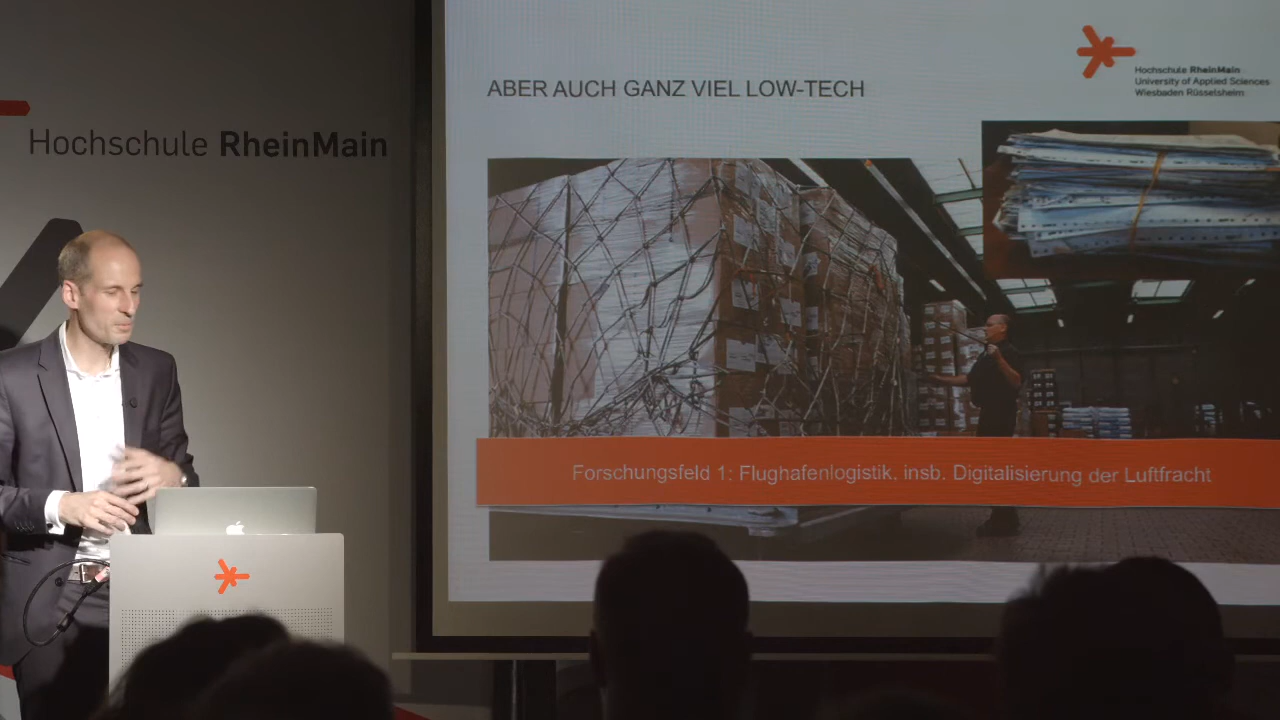 Hochschule RheinMain
ABER AUCH GANZ VIEL LOW-TECH
Hochschule RheinMain
University of Applied Sciences
Wiesbaden Rüsselsheim
Forschungsfeld 1: Flughafenlogistik, insb. Digitalisierung der Luftfracht